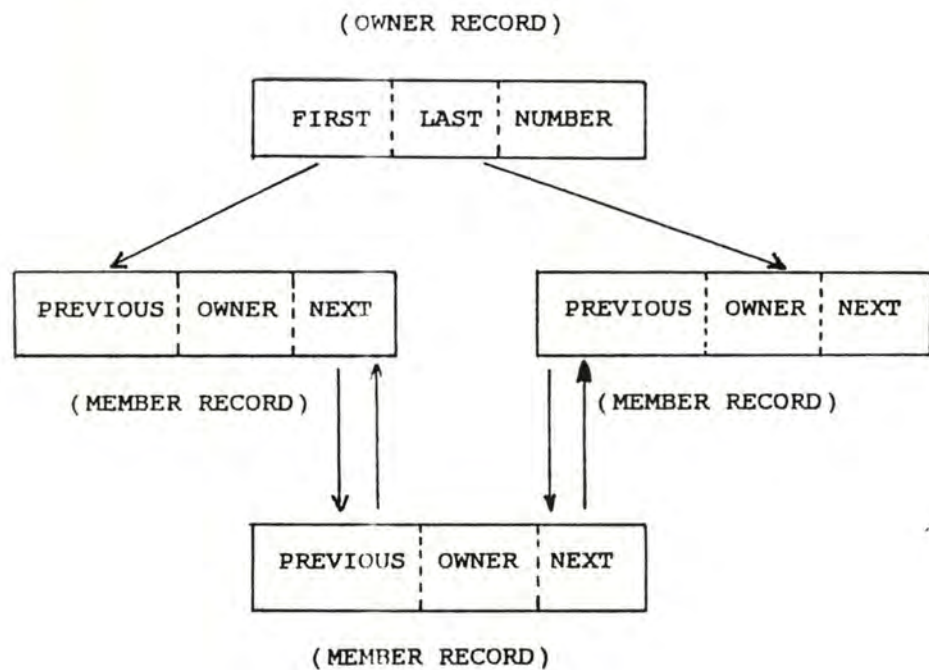 (OWNER RECORD)
FIRST LAST NUMBER
PREVIOUS OWNER NEXT
PREVIOUS OWNER NEXT
(MEMBER RECORD)
(MEMBER RECORD)
PREVIOUS OWNER NEXT
(MEMBER RECORD)